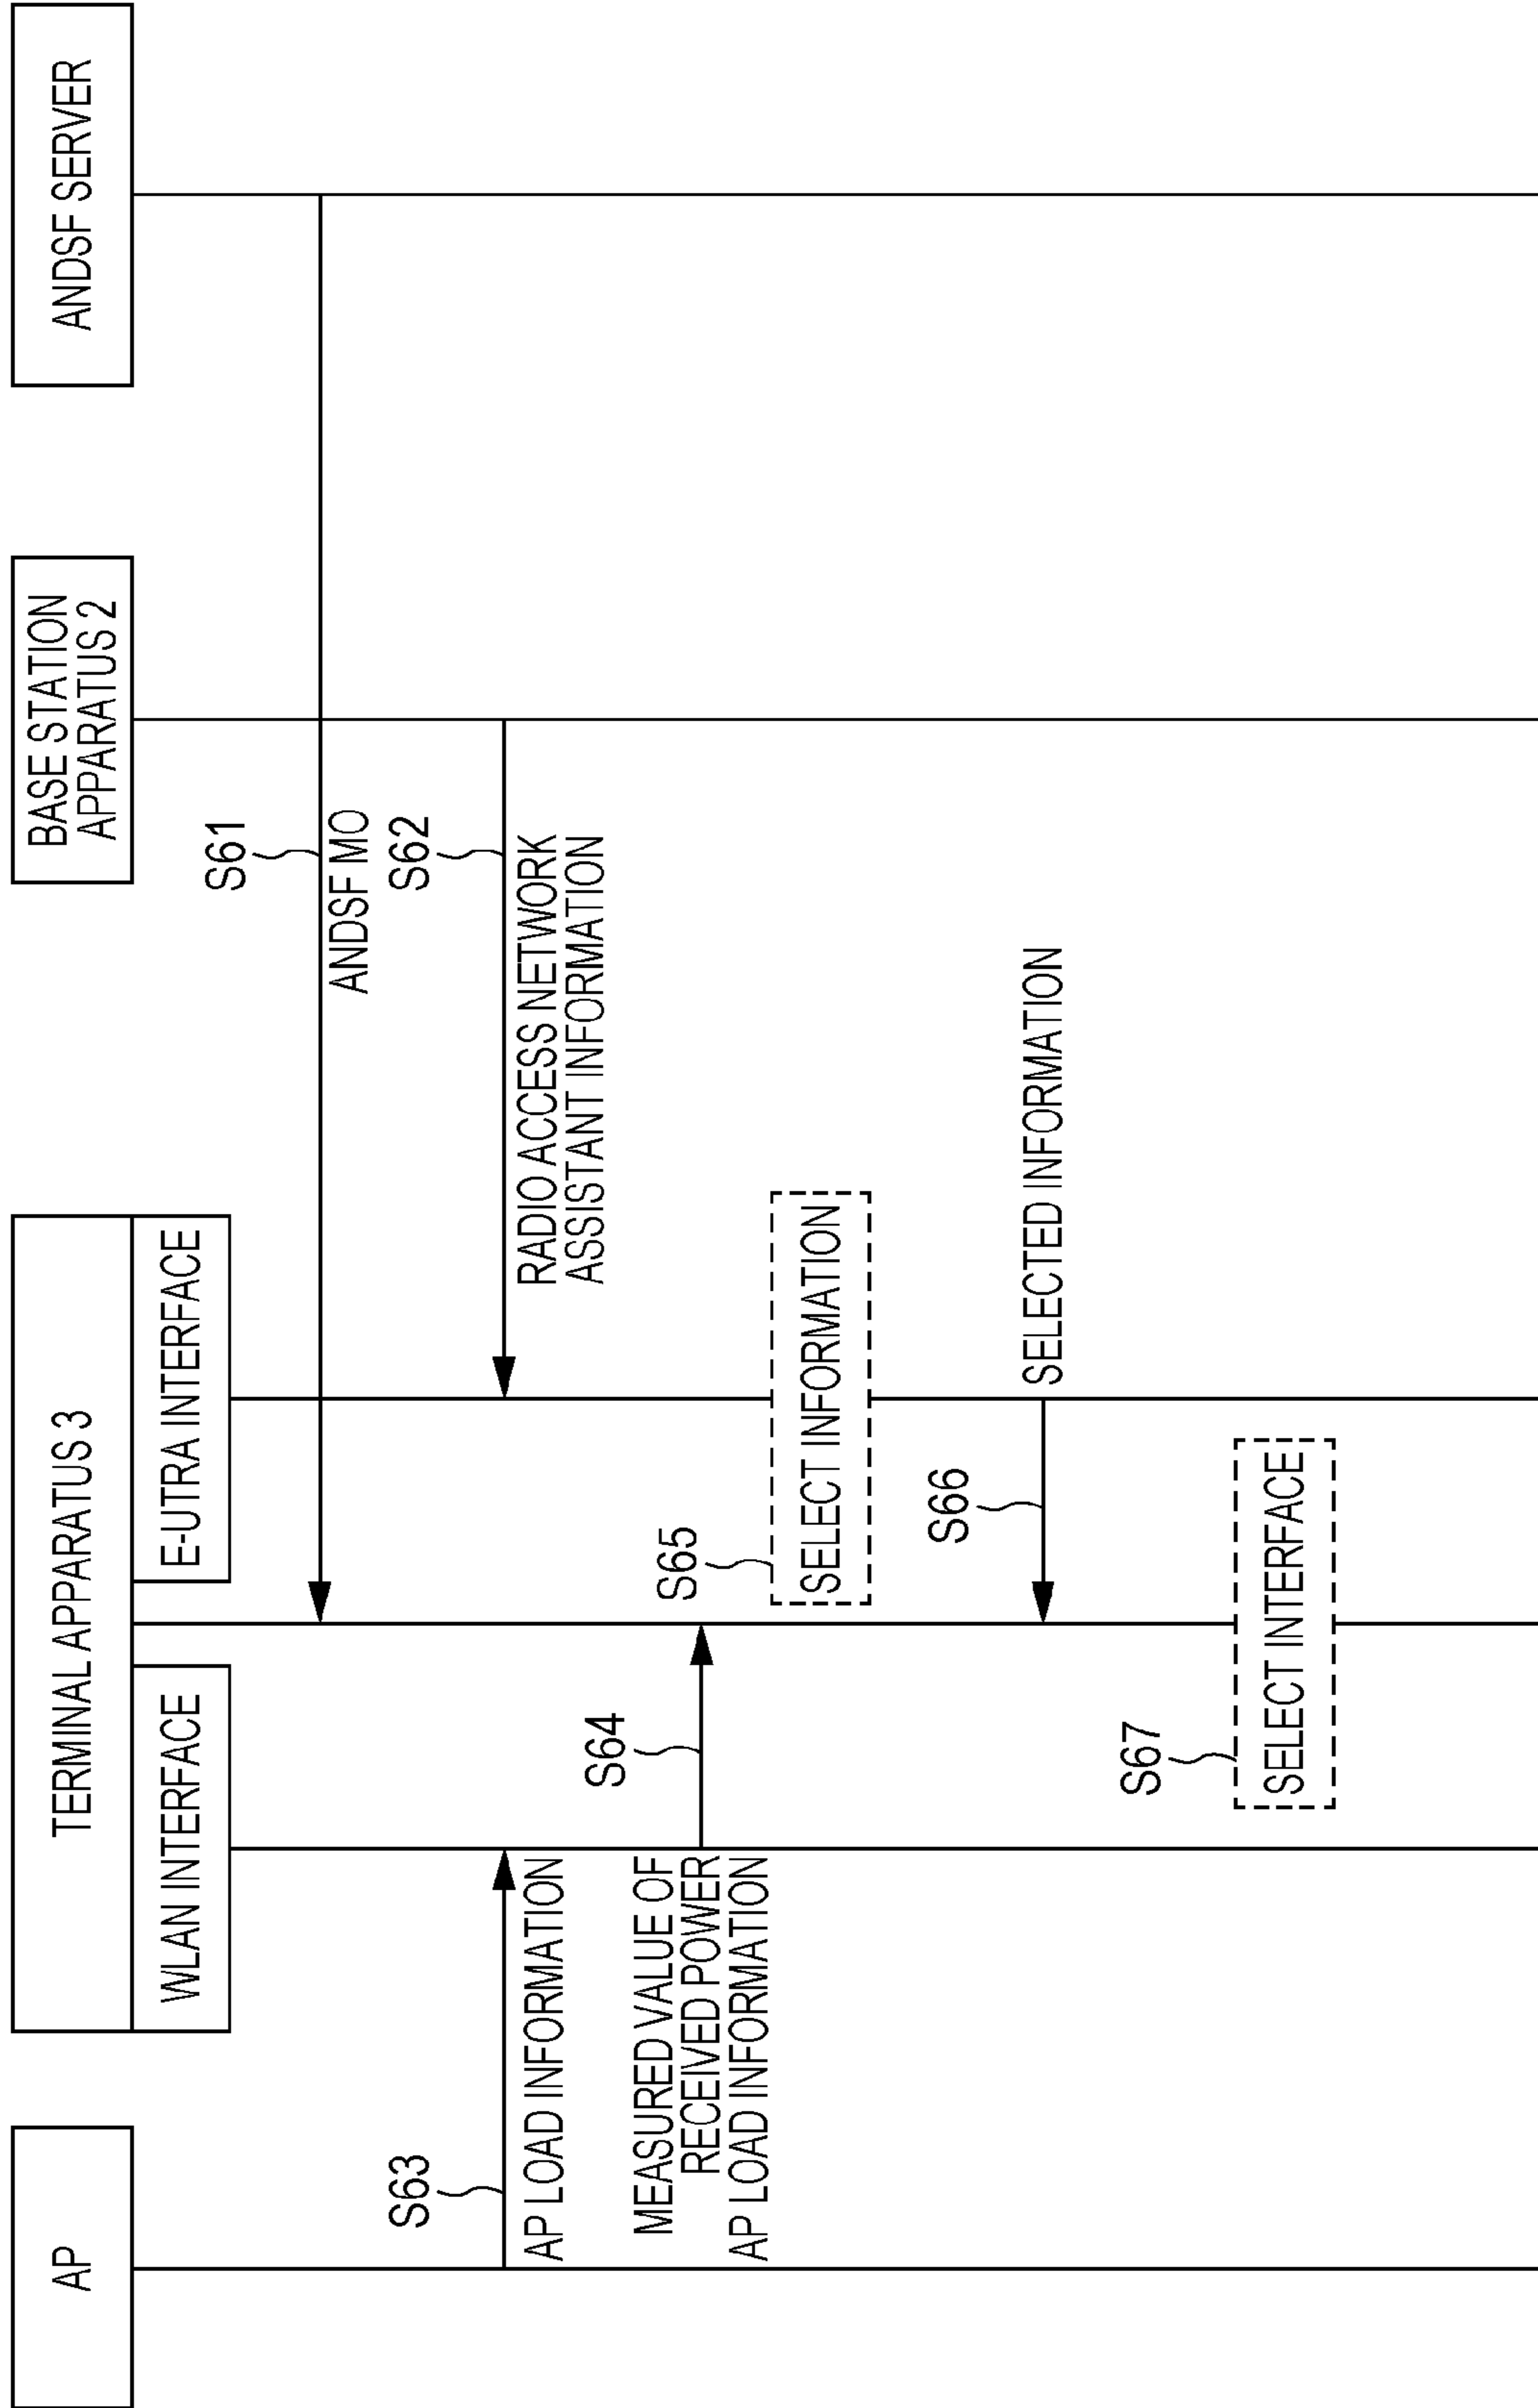 AP
TERMINAL APPARATUS 3
WLAN INTERFACE
E-UTRA INTERFACE
BASE STATION
APPARATUS 2
ANDSF SERVER
S61
ANDSF MO
S62
RADIO ACCESS NETWORK
ASSISTANT INFORMATION
S63
AP LOAD INFORMATION
S64
MEASURED VALUE OF
RECEIVED POWER
AP LOAD INFORMATION
S65
SELECT INFORMATION
S66
SELECTED INFORMATION
S67
SELECT INTERFACE